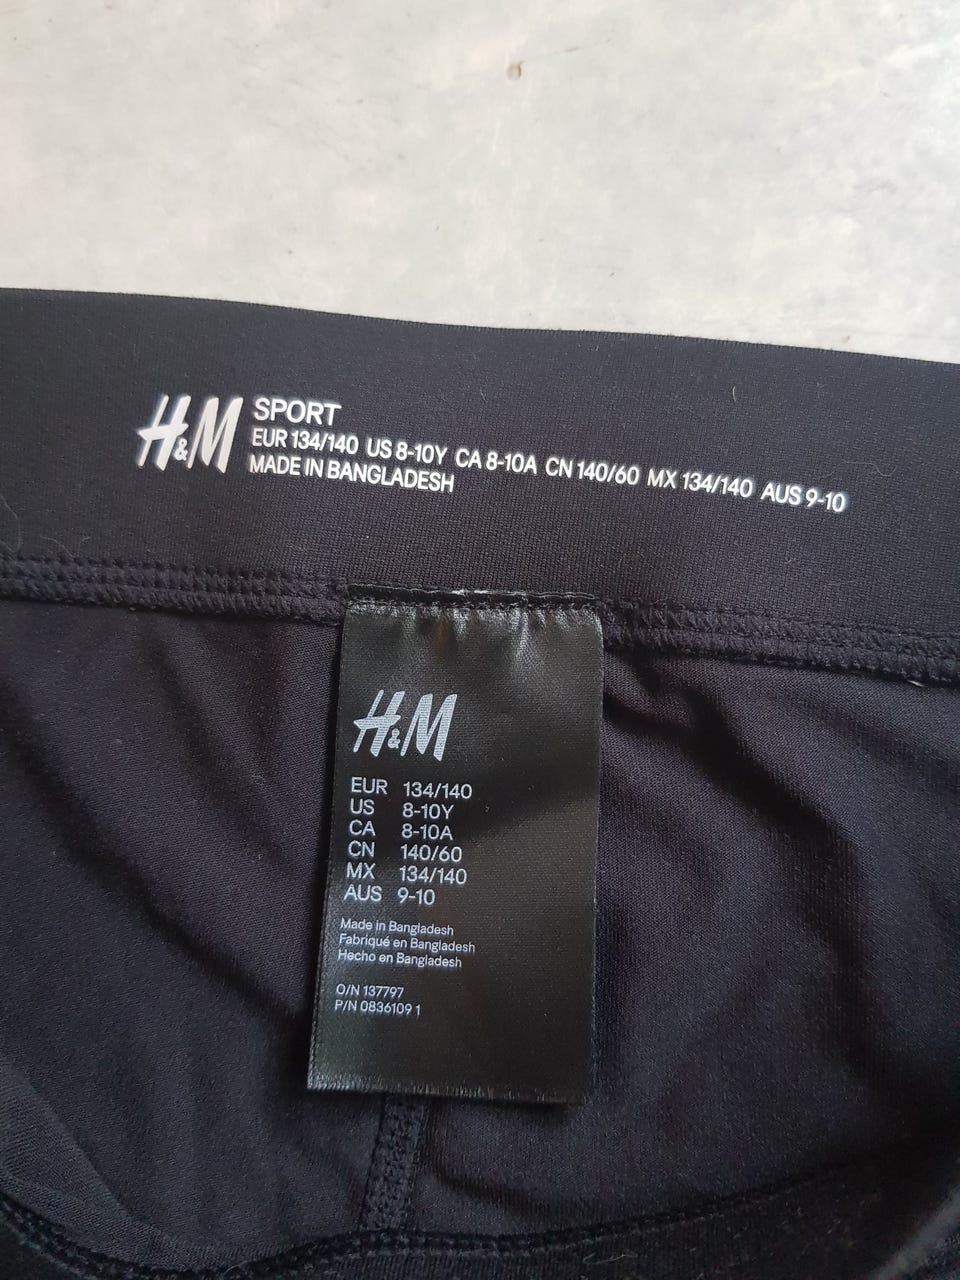 H&M SPORT
EUR 134/140 US 8-10Y CA 8-10A CN 140/60 MX 134/140 AUS 9-10
MADE IN BANGLADESH
H&M
EUR 134/140
US 8-10Y
CA 8-10A
CN 140/60
MX 134/140
AUS 9-10
Made in Bangladesh
Fabriqué en Bangladesh
Hecho en Bangladesh
O/N 137797
P/N 0836109 1